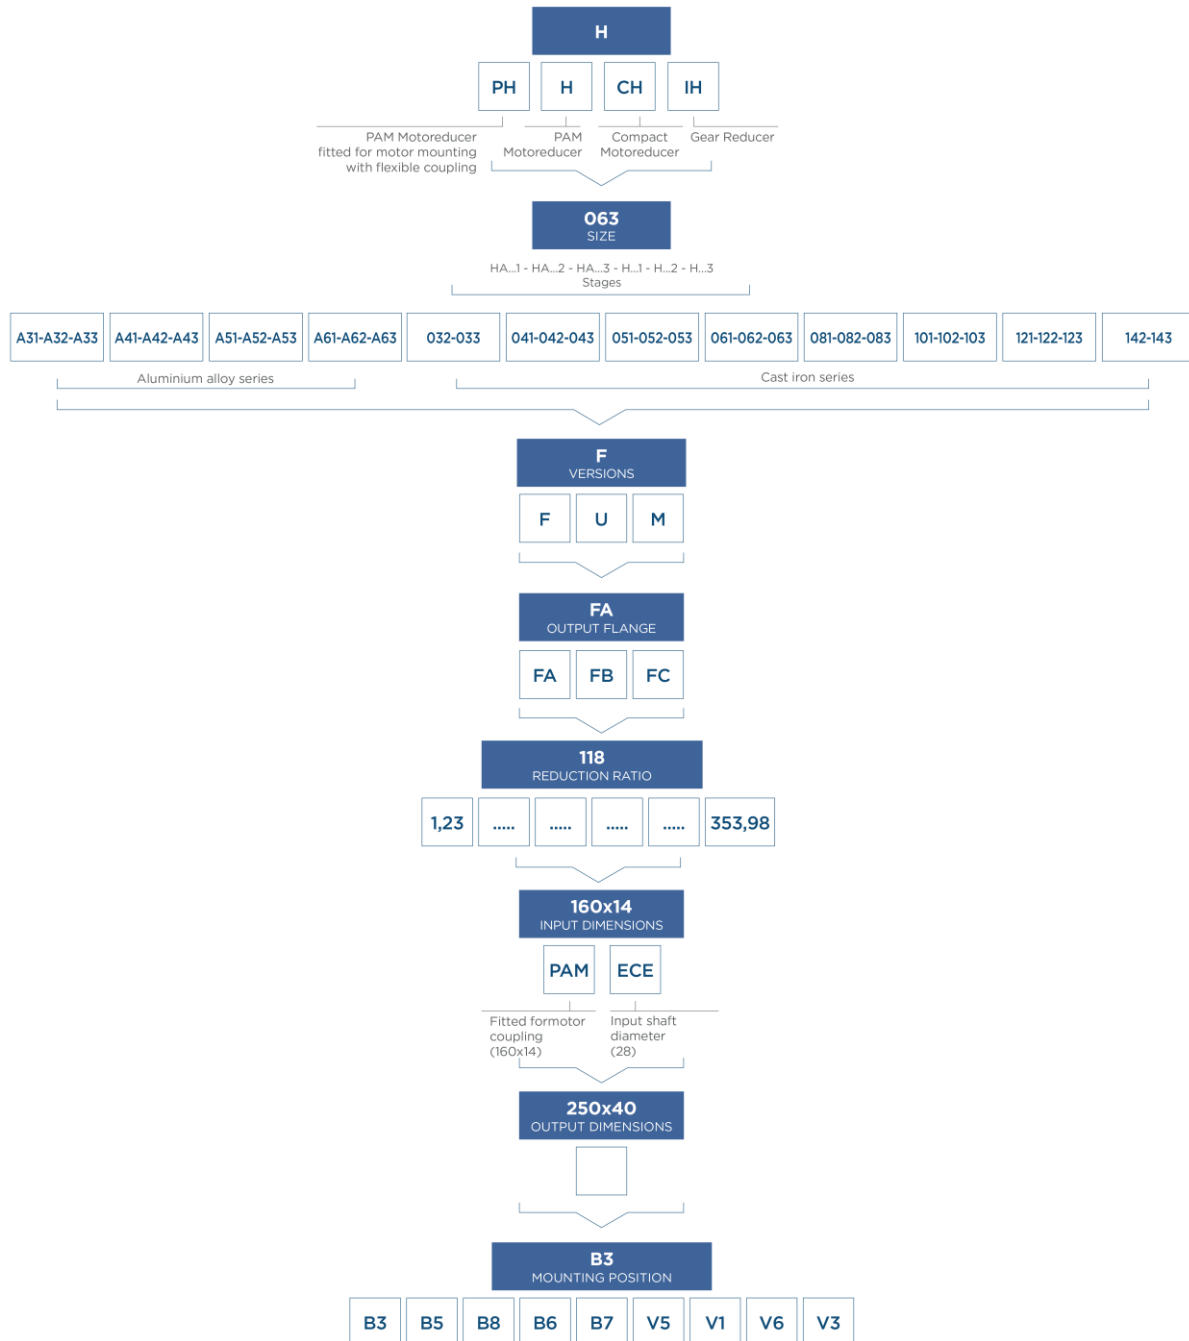 H
PH H CH IH
PAM Motoreducer
fitted for motor mounting
with flexible coupling
PAM
Motoreducer
Compact
Motoreducer
Gear Reducer
063
SIZE
HA...1 - HA...2 - HA...3 - H...1 - H...2 - H...3
Stages
A31-A32-A33 A41-A42-A43 A51-A52-A53 A61-A62-A63 032-033 041-042-043 051-052-053 061-062-063 081-082-083 101-102-103 121-122-123 142-143
Aluminium alloy series Cast iron series
F
VERSIONS
F U M
FA
OUTPUT FLANGE
FA FB FC
118
REDUCTION RATIO
1,23 ..... ..... ..... ..... 353,98
160x14
INPUT DIMENSIONS
PAM ECE
Fitted formotor
coupling
(160x14)
Input shaft
diameter
(28)
250x40
OUTPUT DIMENSIONS
B3
MOUNTING POSITION
B3 B5 B8 B6 B7 V5 V1 V6 V3